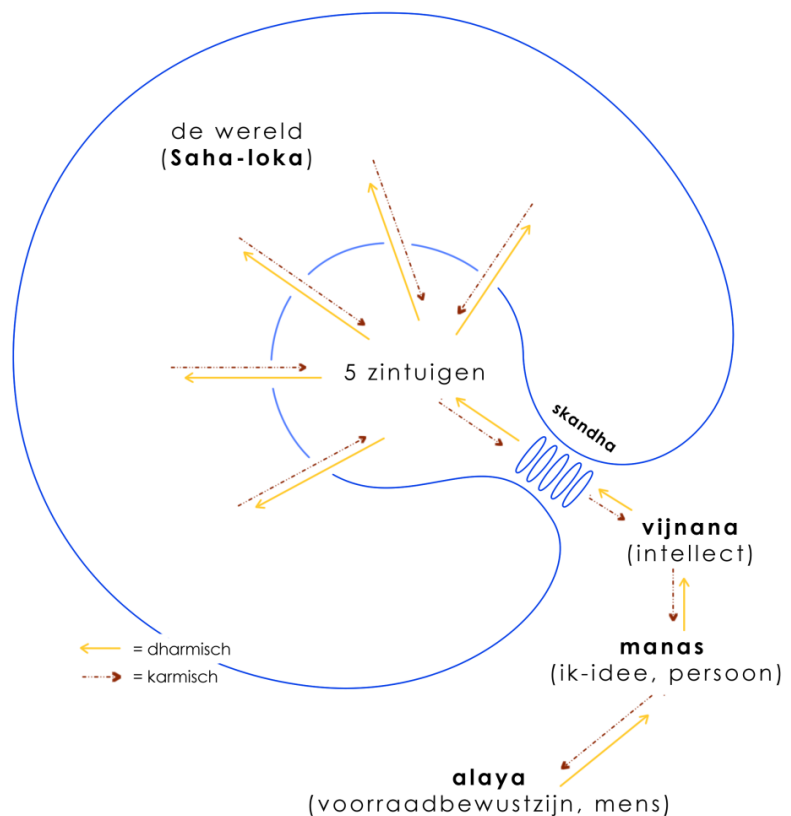 de wereld
(Saha-loka)
5 zintuigen
skandha
vijnana
(intellect)
= dharmisch
= karmisch
manas
(ik-idee, persoon)
alaya
(voorraadbewustzijn, mens)